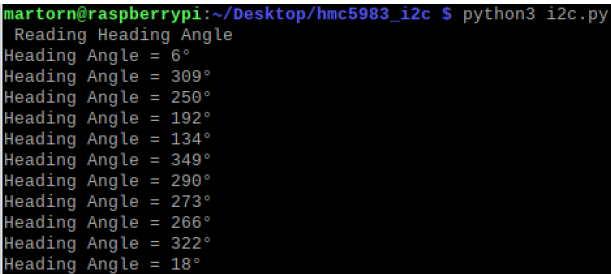 martorn@raspberrypi:~/Desktop/hmc5983_i2c $ python3 i2c.py
Reading Heading Angle
Heading Angle = 6°
Heading Angle = 309°
Heading Angle = 250°
Heading Angle = 192°
Heading Angle = 134°
Heading Angle = 349°
Heading Angle = 290°
Heading Angle = 273°
Heading Angle = 266°
Heading Angle = 322°
Heading Angle = 18°